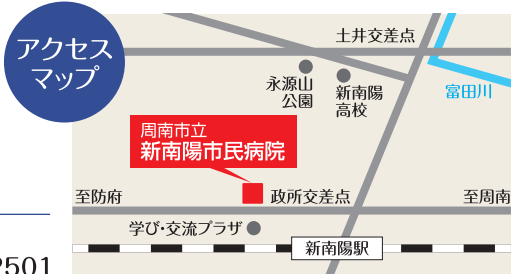 アクセス
マップ
土井交差点
永源山
公園
新南陽
高校
富田川
周南市立
新南陽市民病院
至防府
政所交差点
至周南
学び・交流プラザ
新南陽駅
2501